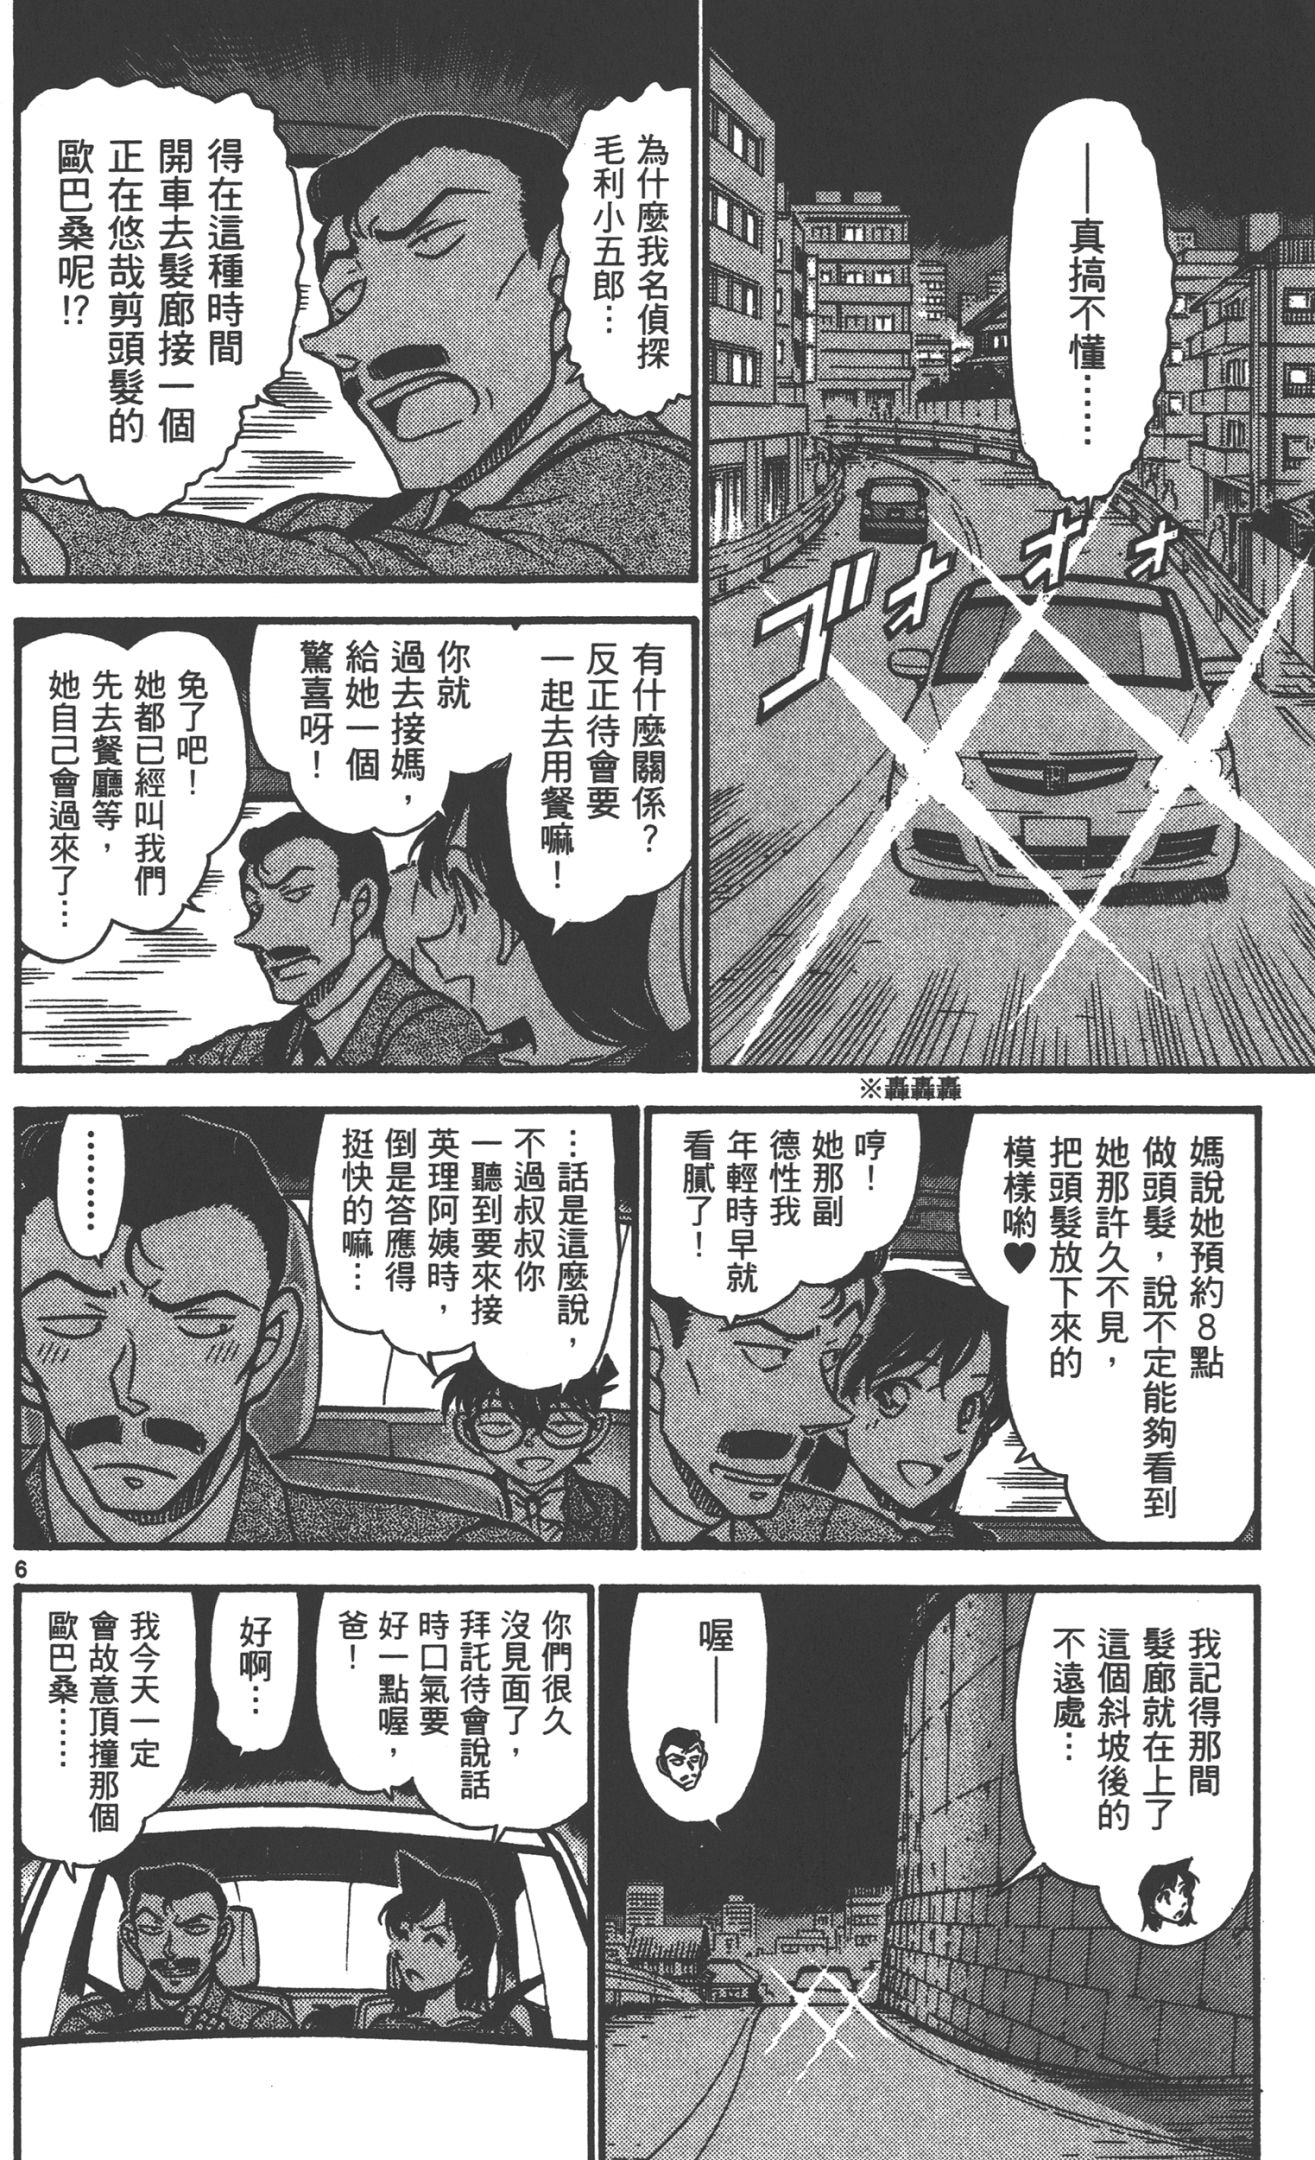 ──真搞不懂……
ゴォォォ
※轟轟轟
為什麼我名偵探
毛利小五郎…
得在這種時間
開車去髮廊接一個
正在悠哉剪頭髮的
歐巴桑呢!?
有什麼關係？
反正待會要
一起去用餐嘛！
你就
過去接媽，
給她一個
驚喜呀！
免了吧！
她都已經叫我們
先去餐廳等，
她自己會過來了…
媽說她預約8點
做頭髮，說不定能夠看到
她那許久不見，
把頭髮放下來的
模樣喲♥
哼！
她那副
德性我
年輕時早就
看膩了！
…話是這麼說，
不過叔叔你
一聽到要來接
英理阿姨時，
倒是答應得
挺快的嘛…
………
6
我記得那間
髮廊就在上了
這個斜坡後的
不遠處…
喔──
你們很久
沒見面了，
拜託待會說話
時口氣要
好一點喔，
爸！
好啊…
我今天一定
會故意頂撞那個
歐巴桑……